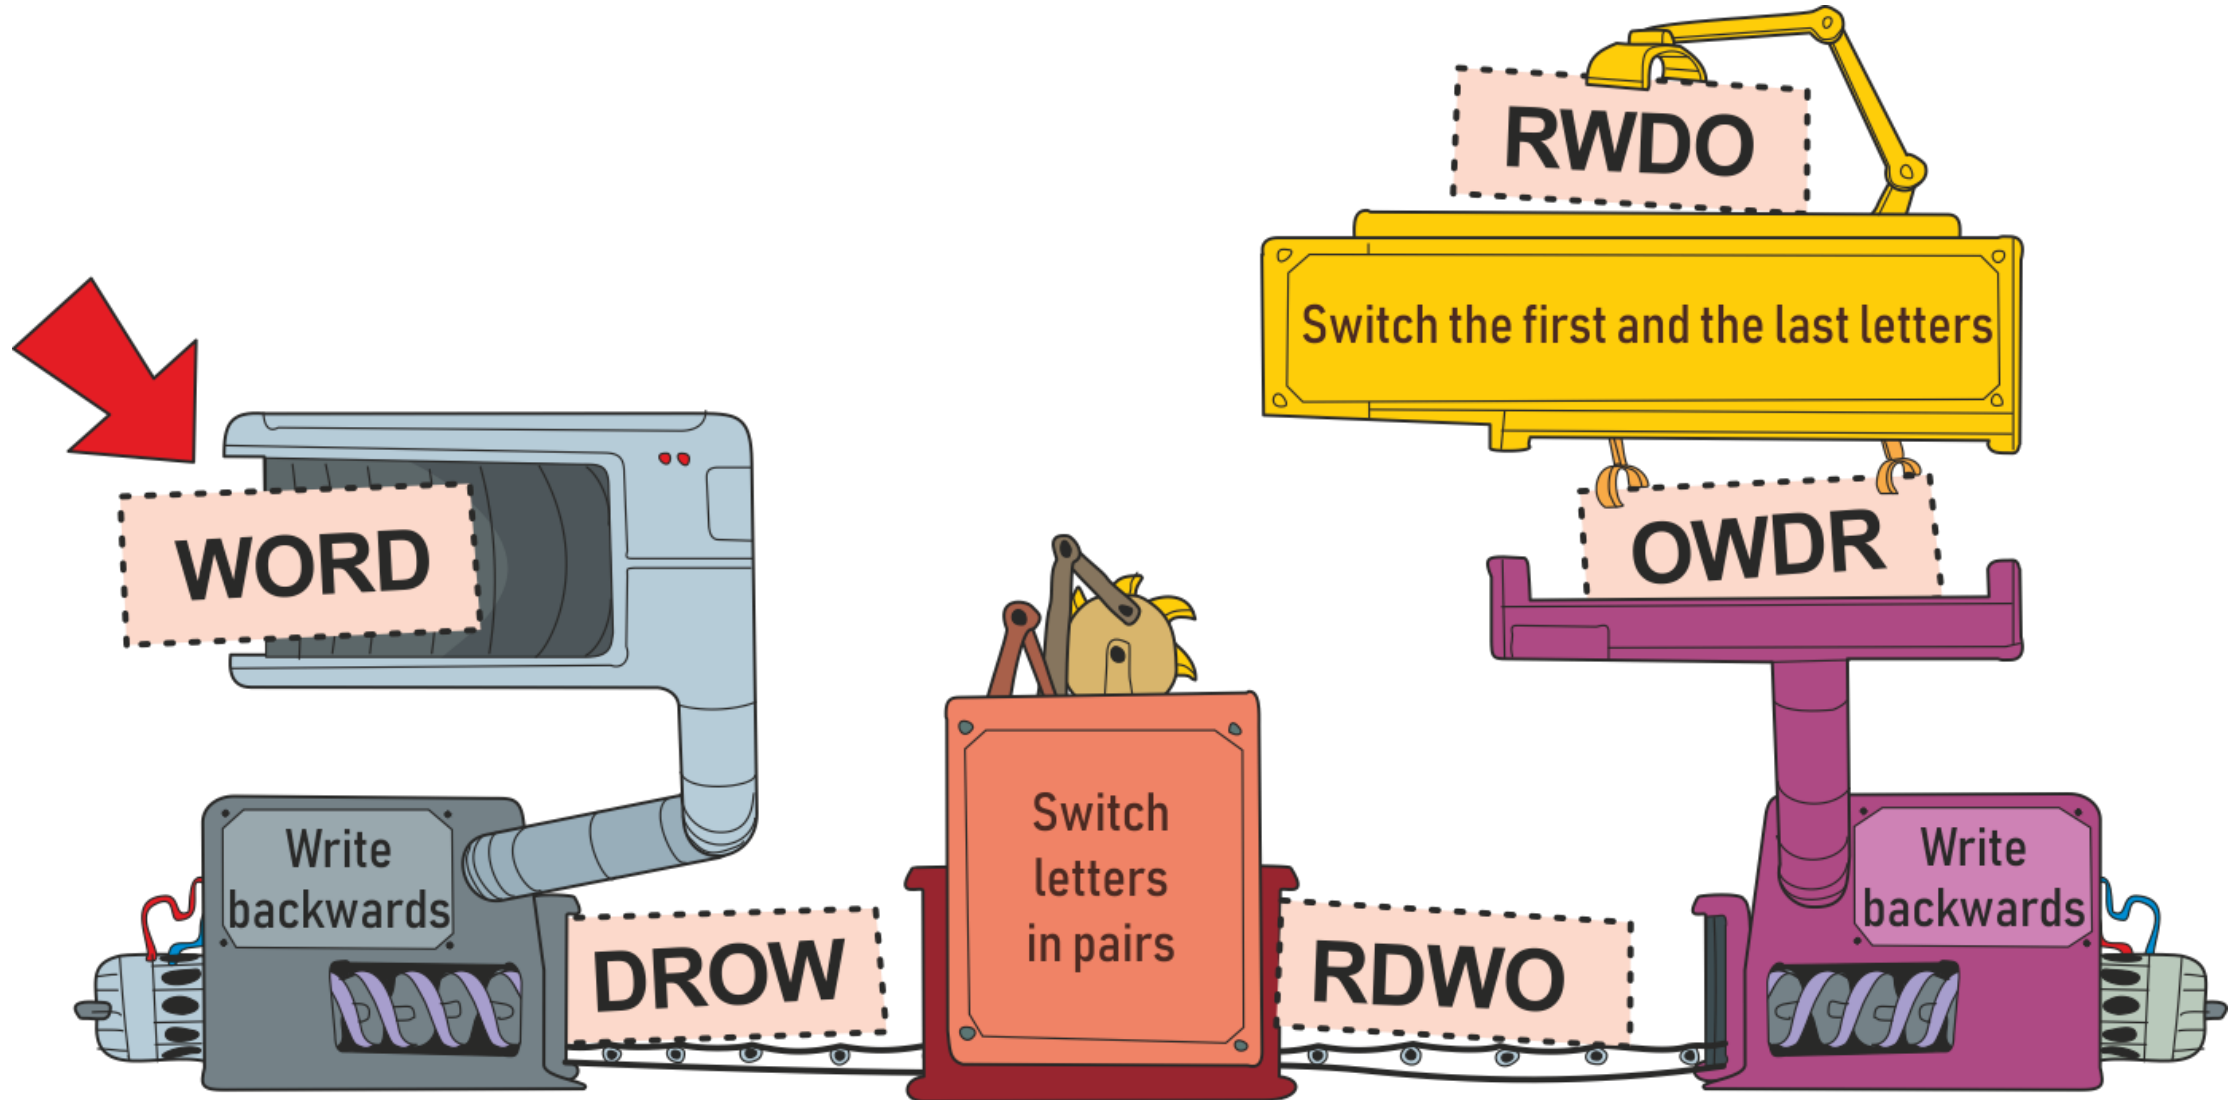 WORD
Write
backwards
DROW
Switch
letters
in pairs
RDWO
Write
backwards
OWDR
Switch the first and the last letters
RWDO